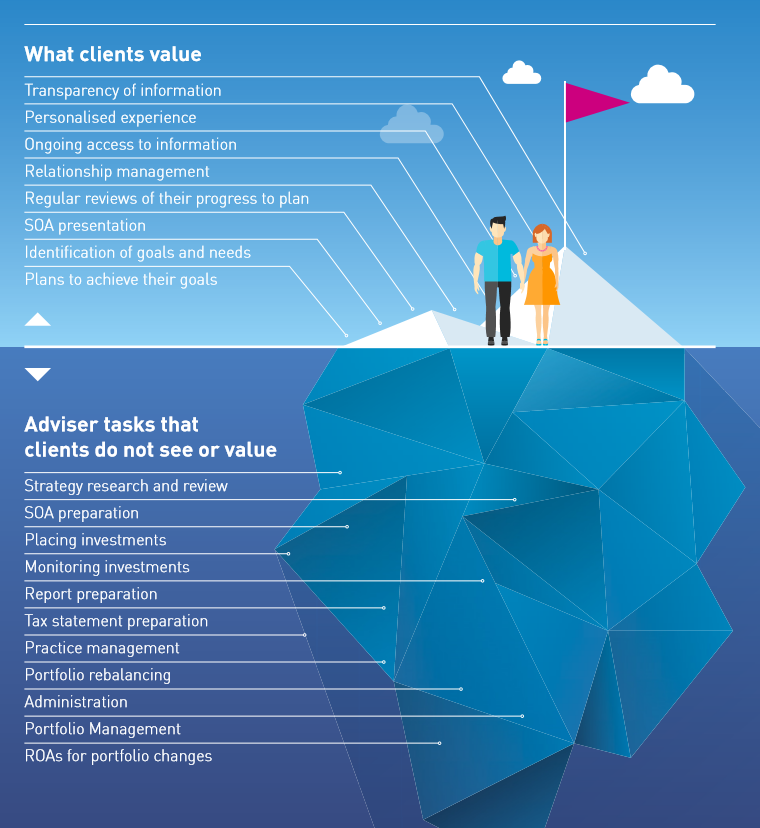 What clients value
Transparency of information
Personalised experience
Ongoing access to information
Relationship management
Regular reviews of their progress to plan
SOA presentation
Identification of goals and needs
Plans to achieve their goals
Adviser tasks that
clients do not see or value
Strategy research and review
SOA preparation
Placing investments
Monitoring investments
Report preparation
Tax statement preparation
Practice management
Portfolio rebalancing
Administration
Portfolio Management
ROAs for portfolio changes